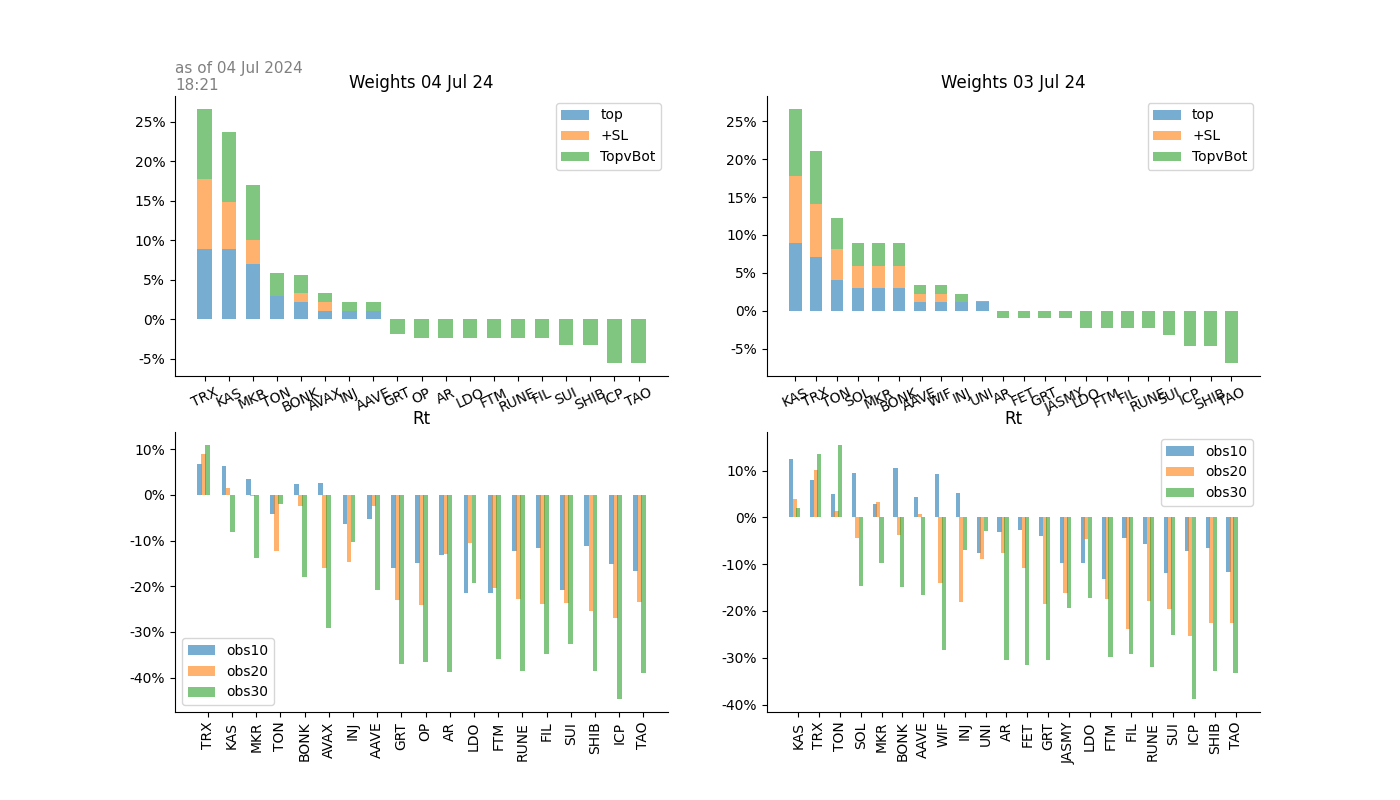 as of 04 Jul 2024
18:21
Weights 04 Jul 24
25%
20%
15%
10%
5%
0%
-5%
top
+SL
TopvBot
TRX KAS MKR TON BONK AVAX INJ AAVE GRT OP AR LDO FTM RUNE FIL SUI SHIB ICP TAO
Weights 03 Jul 24
25%
20%
15%
10%
5%
0%
-5%
top
+SL
TopvBot
KAS TRX TON SOL MKR BONK AAVE WIF INJ UNI AR FET GRT JASMY LDO FTM FIL RUNE SUI ICP SHIB TAO
Rt
10%
0%
-10%
-20%
-30%
-40%
obs10
obs20
obs30
TRX KAS MKR TON BONK AVAX INJ AAVE GRT OP AR LDO FTM RUNE FIL SUI SHIB ICP TAO
Rt
10%
0%
-10%
-20%
-30%
-40%
obs10
obs20
obs30
KAS TRX TON SOL MKR BONK AAVE WIF INJ UNI AR FET GRT JASMY LDO FTM FIL RUNE SUI ICP SHIB TAO